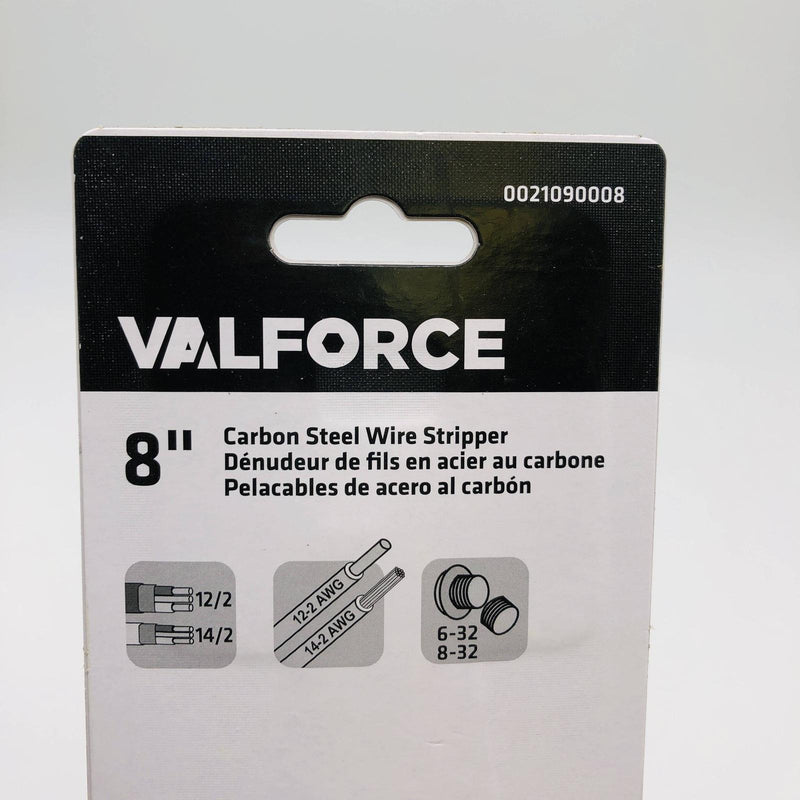 0021090008
VALFORCE
8"
Carbon Steel Wire Stripper
Dénudeur de fils en acier au carbone
Pelacables de acero al carbón
12/2
14/2
12-2 AWG
14-2 AWG
6-32
8-32